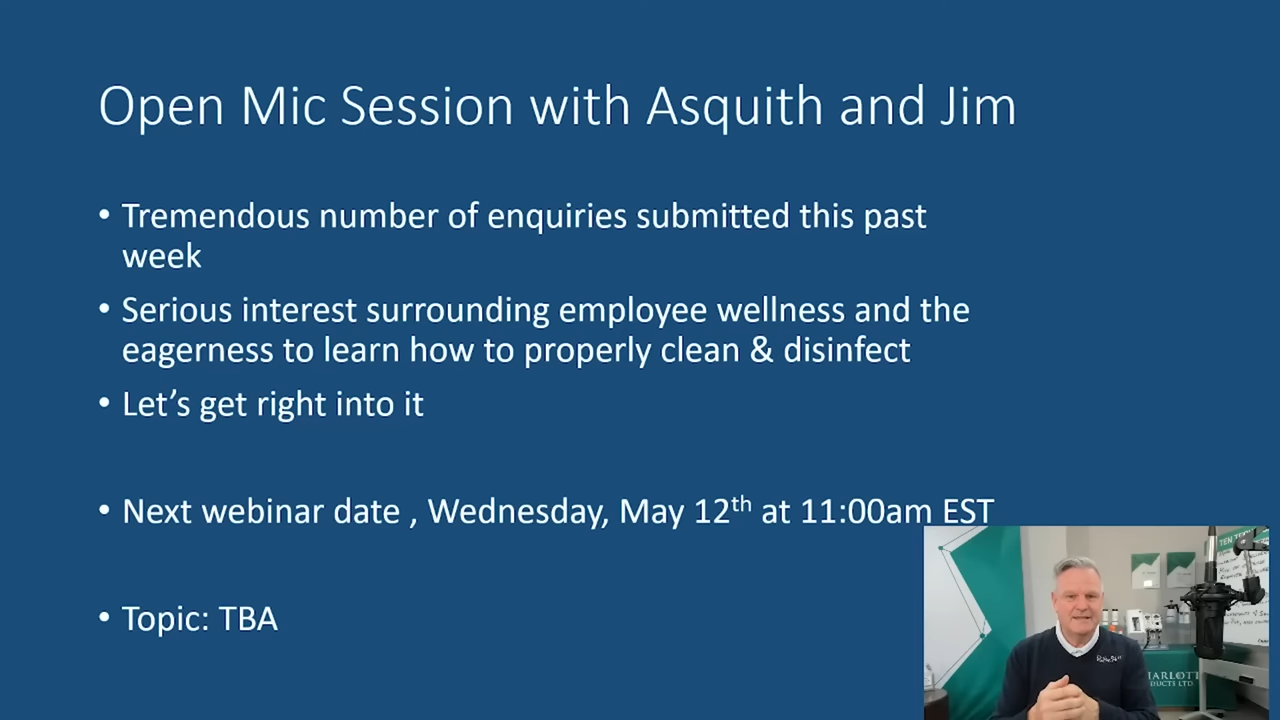 Open Mic Session with Asquith and Jim
• Tremendous number of enquiries submitted this past
week
• Serious interest surrounding employee wellness and the
eagerness to learn how to properly clean & disinfect
• Let’s get right into it
• Next webinar date , Wednesday, May 12th at 11:00am EST
• Topic: TBA
TEN